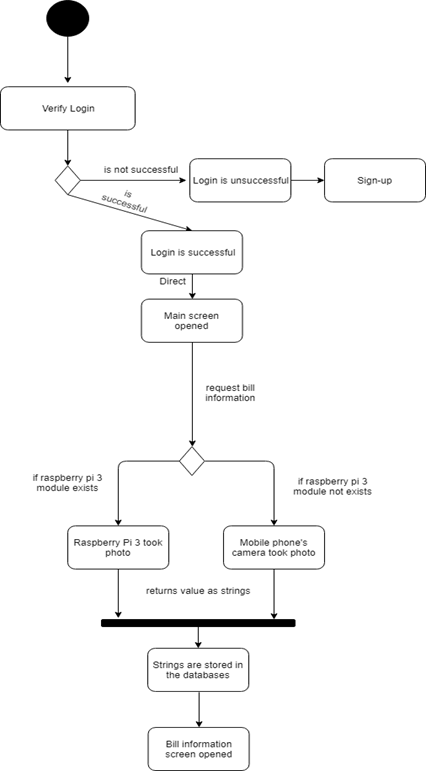 Verify Login
is not successful
Login is unsuccessful
Sign-up
is
successful
Login is successful
Direct
Main screen
opened
request bill
information
if raspberry pi 3
module exists
if raspberry pi 3
module not exists
Raspberry Pi 3 took
photo
Mobile phone's
camera took photo
returns value as strings
Strings are stored in
the databases
Bill information
screen opened